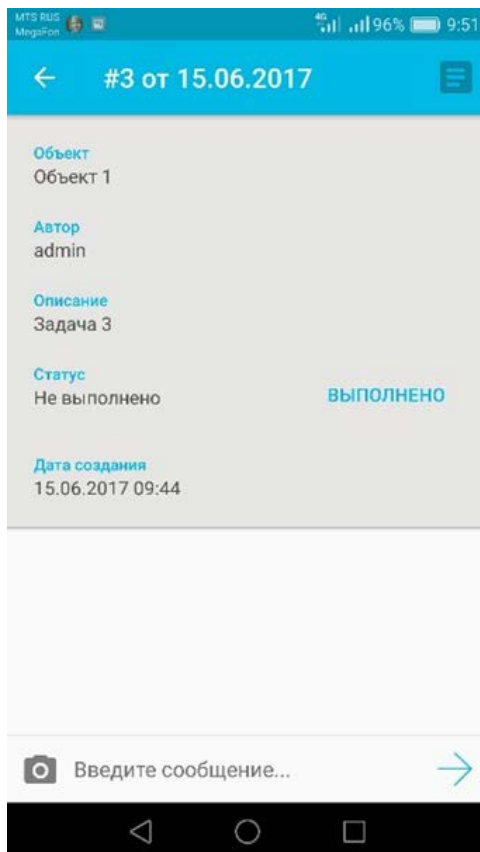 MTS RUS
MegaFon
4G 96% 9:51
#3 от 15.06.2017
Объект
Объект 1
Автор
admin
Описание
Задача 3
Статус
Не выполнено
ВЫПОЛНЕНО
Дата создания
15.06.2017 09:44
Введите сообщение...